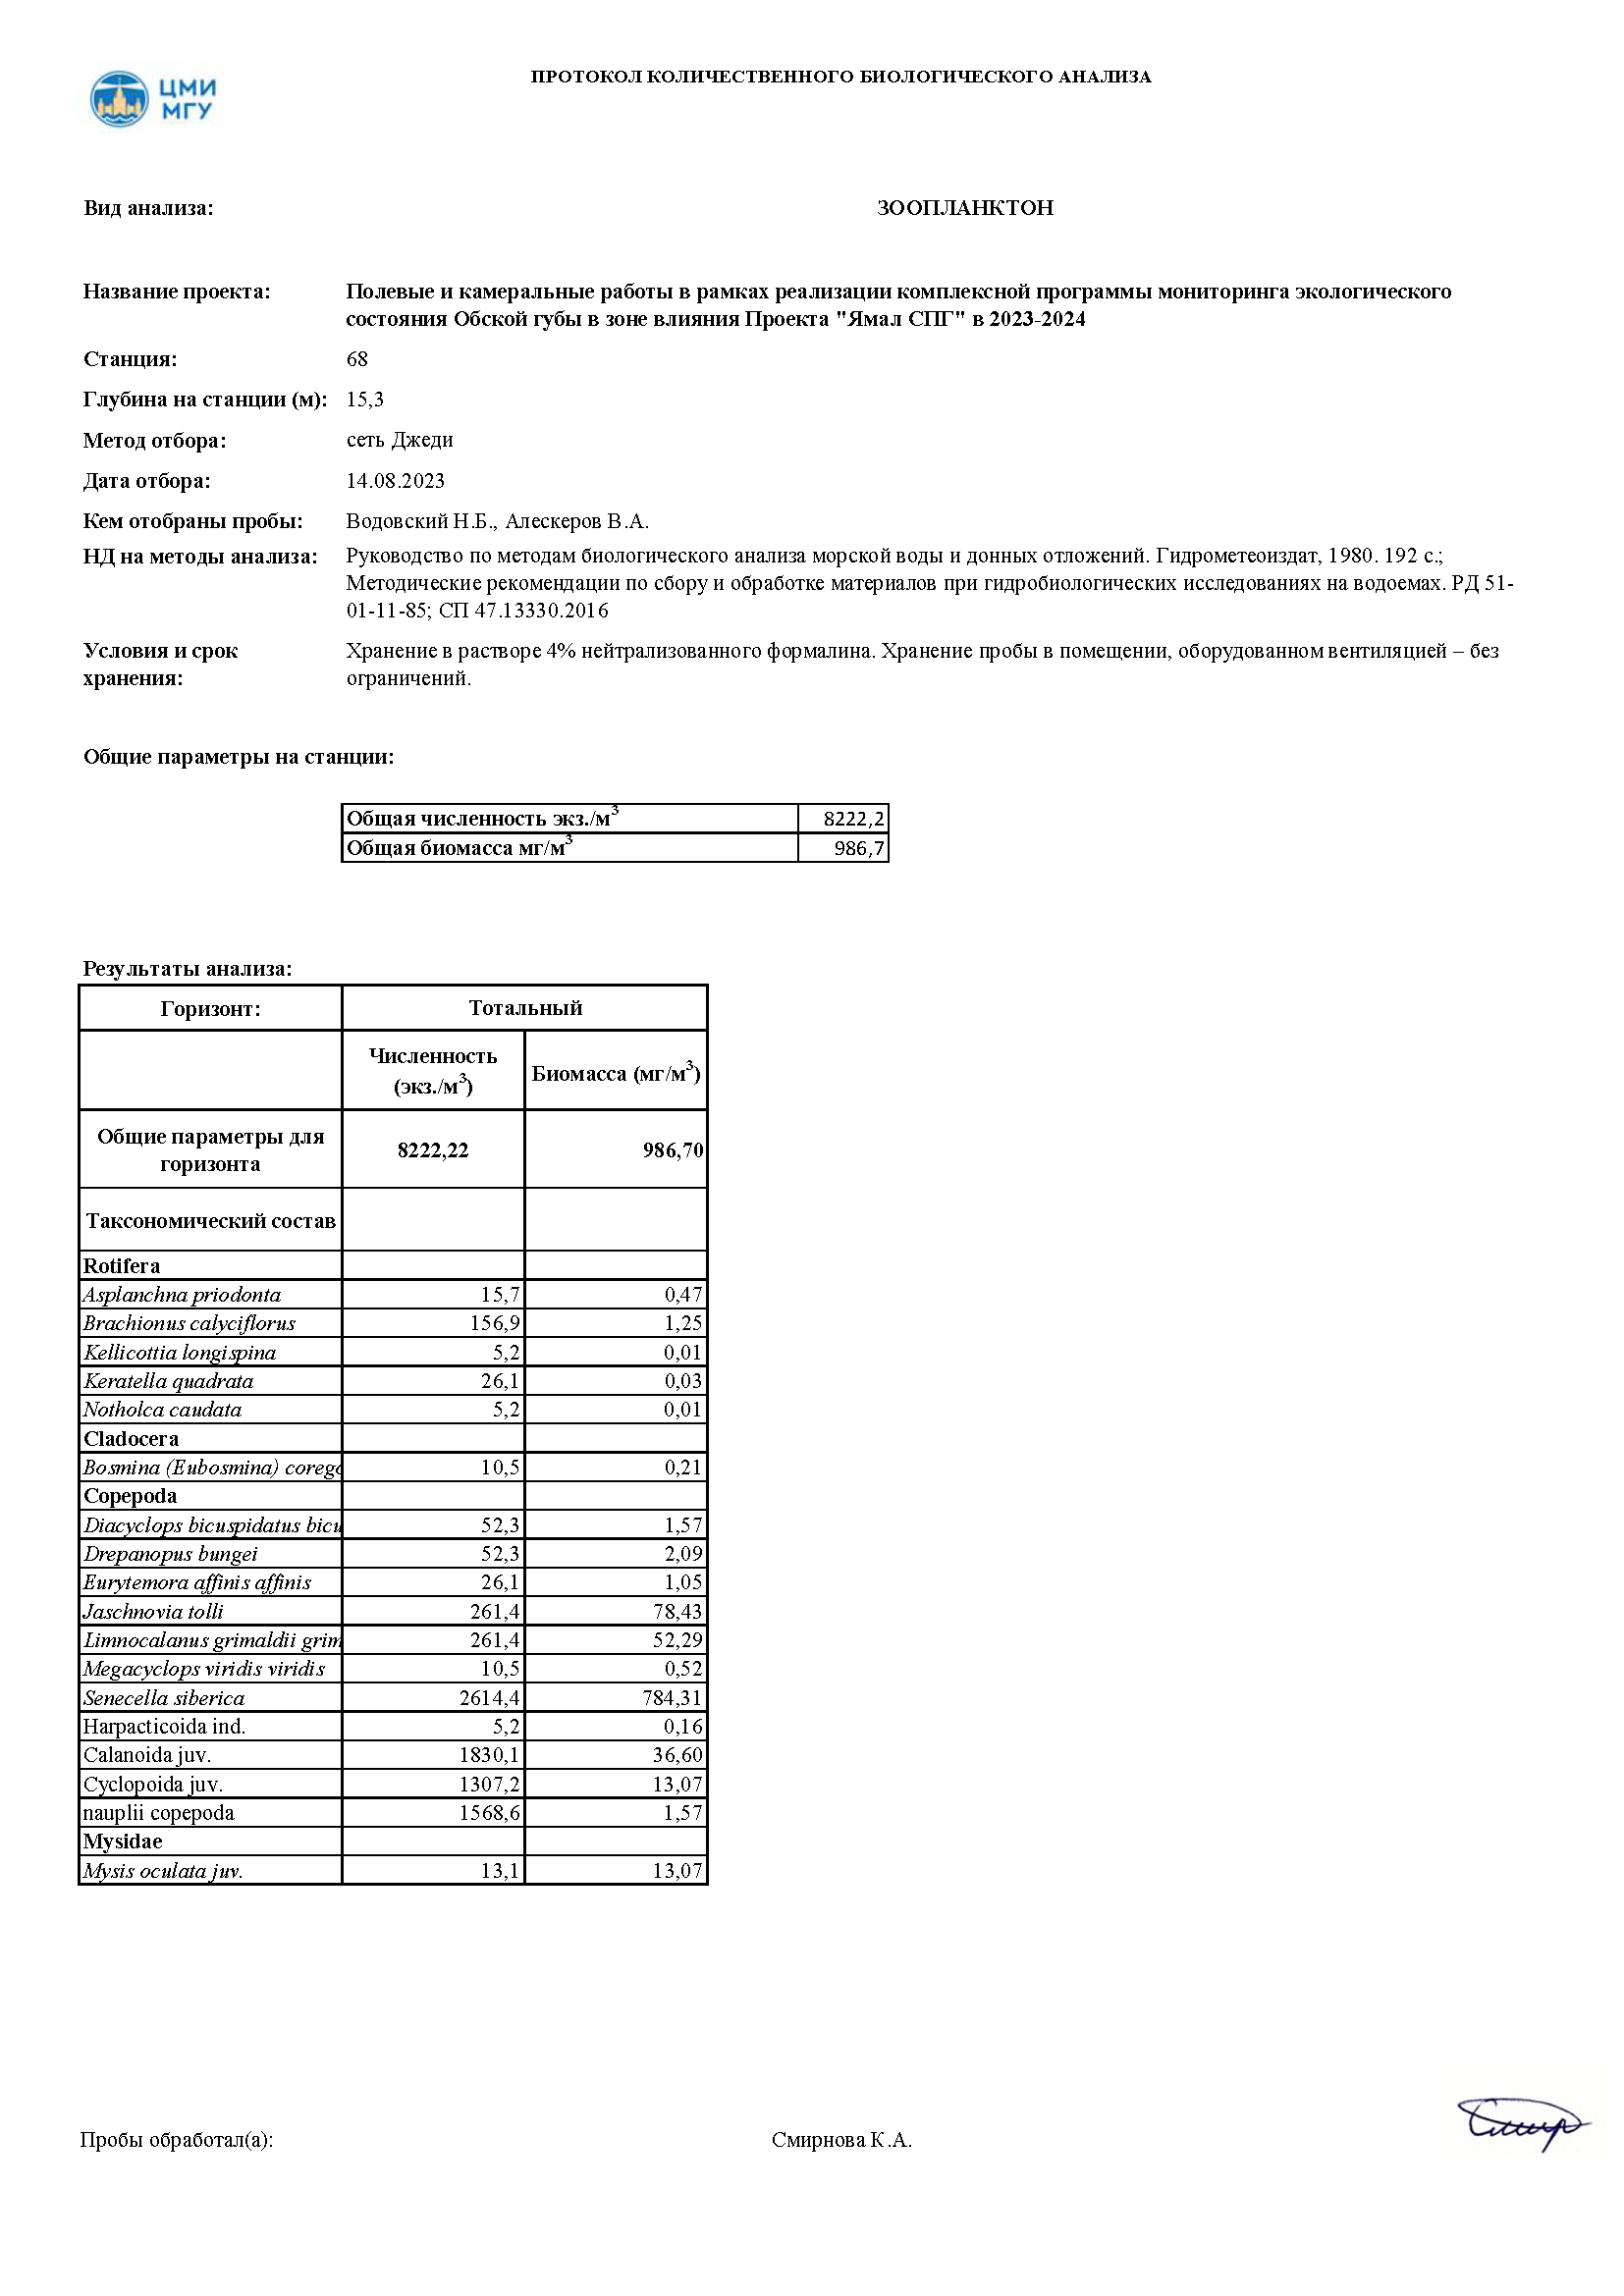 ЦМИ
МГУ
ПРОТОКОЛ КОЛИЧЕСТВЕННОГО БИОЛОГИЧЕСКОГО АНАЛИЗА
Вид анализа: ЗООПЛАНКТОН
Название проекта: Полевые и камеральные работы в рамках реализации комплексной программы мониторинга экологического
состояния Обской губы в зоне влияния Проекта "Ямал СПГ" в 2023-2024
Станция: 68
Глубина на станции (м): 15,3
Метод отбора: сеть Джеди
Дата отбора: 14.08.2023
Кем отобраны пробы: Водовский Н.Б., Алескеров В.А.
НД на методы анализа: Руководство по методам биологического анализа морской воды и донных отложений. Гидрометеоиздат, 1980. 192 с.;
Методические рекомендации по сбору и обработке материалов при гидробиологических исследованиях на водоемах. РД 51-
01-11-85; СП 47.13330.2016
Условия и срок Хранение в растворе 4% нейтрализованного формалина. Хранение пробы в помещении, оборудованном вентиляцией – без
хранения: ограничений.
Общие параметры на станции:
Общая численность экз./м³ 8222,2
Общая биомасса мг/м³ 986,7
Результаты анализа:
Горизонт: Тотальный
Численность
(экз./м³) Биомасса (мг/м³)
Общие параметры для
горизонта 8222,22 986,70
Таксономический состав
Rotifera
Asplanchna priodonta 15,7 0,47
Brachionus calyciflorus 156,9 1,25
Kellicottia longispina 5,2 0,01
Keratella quadrata 26,1 0,03
Notholca caudata 5,2 0,01
Cladocera
Bosmina (Eubosmina) corego 10,5 0,21
Copepoda
Diacyclops bicuspidatus bicu 52,3 1,57
Drepanopus bungei 52,3 2,09
Eurytemora affinis affinis 26,1 1,05
Jaschnovia tolli 261,4 78,43
Limnocalanus grimaldii grim 261,4 52,29
Megacyclops viridis viridis 10,5 0,52
Senecella siberica 2614,4 784,31
Harpacticoida ind. 5,2 0,16
Calanoida juv. 1830,1 36,60
Cyclopoida juv. 1307,2 13,07
nauplii copepoda 1568,6 1,57
Mysidae
Mysis oculata juv. 13,1 13,07
Пробы обработал(а): Смирнова К.А.